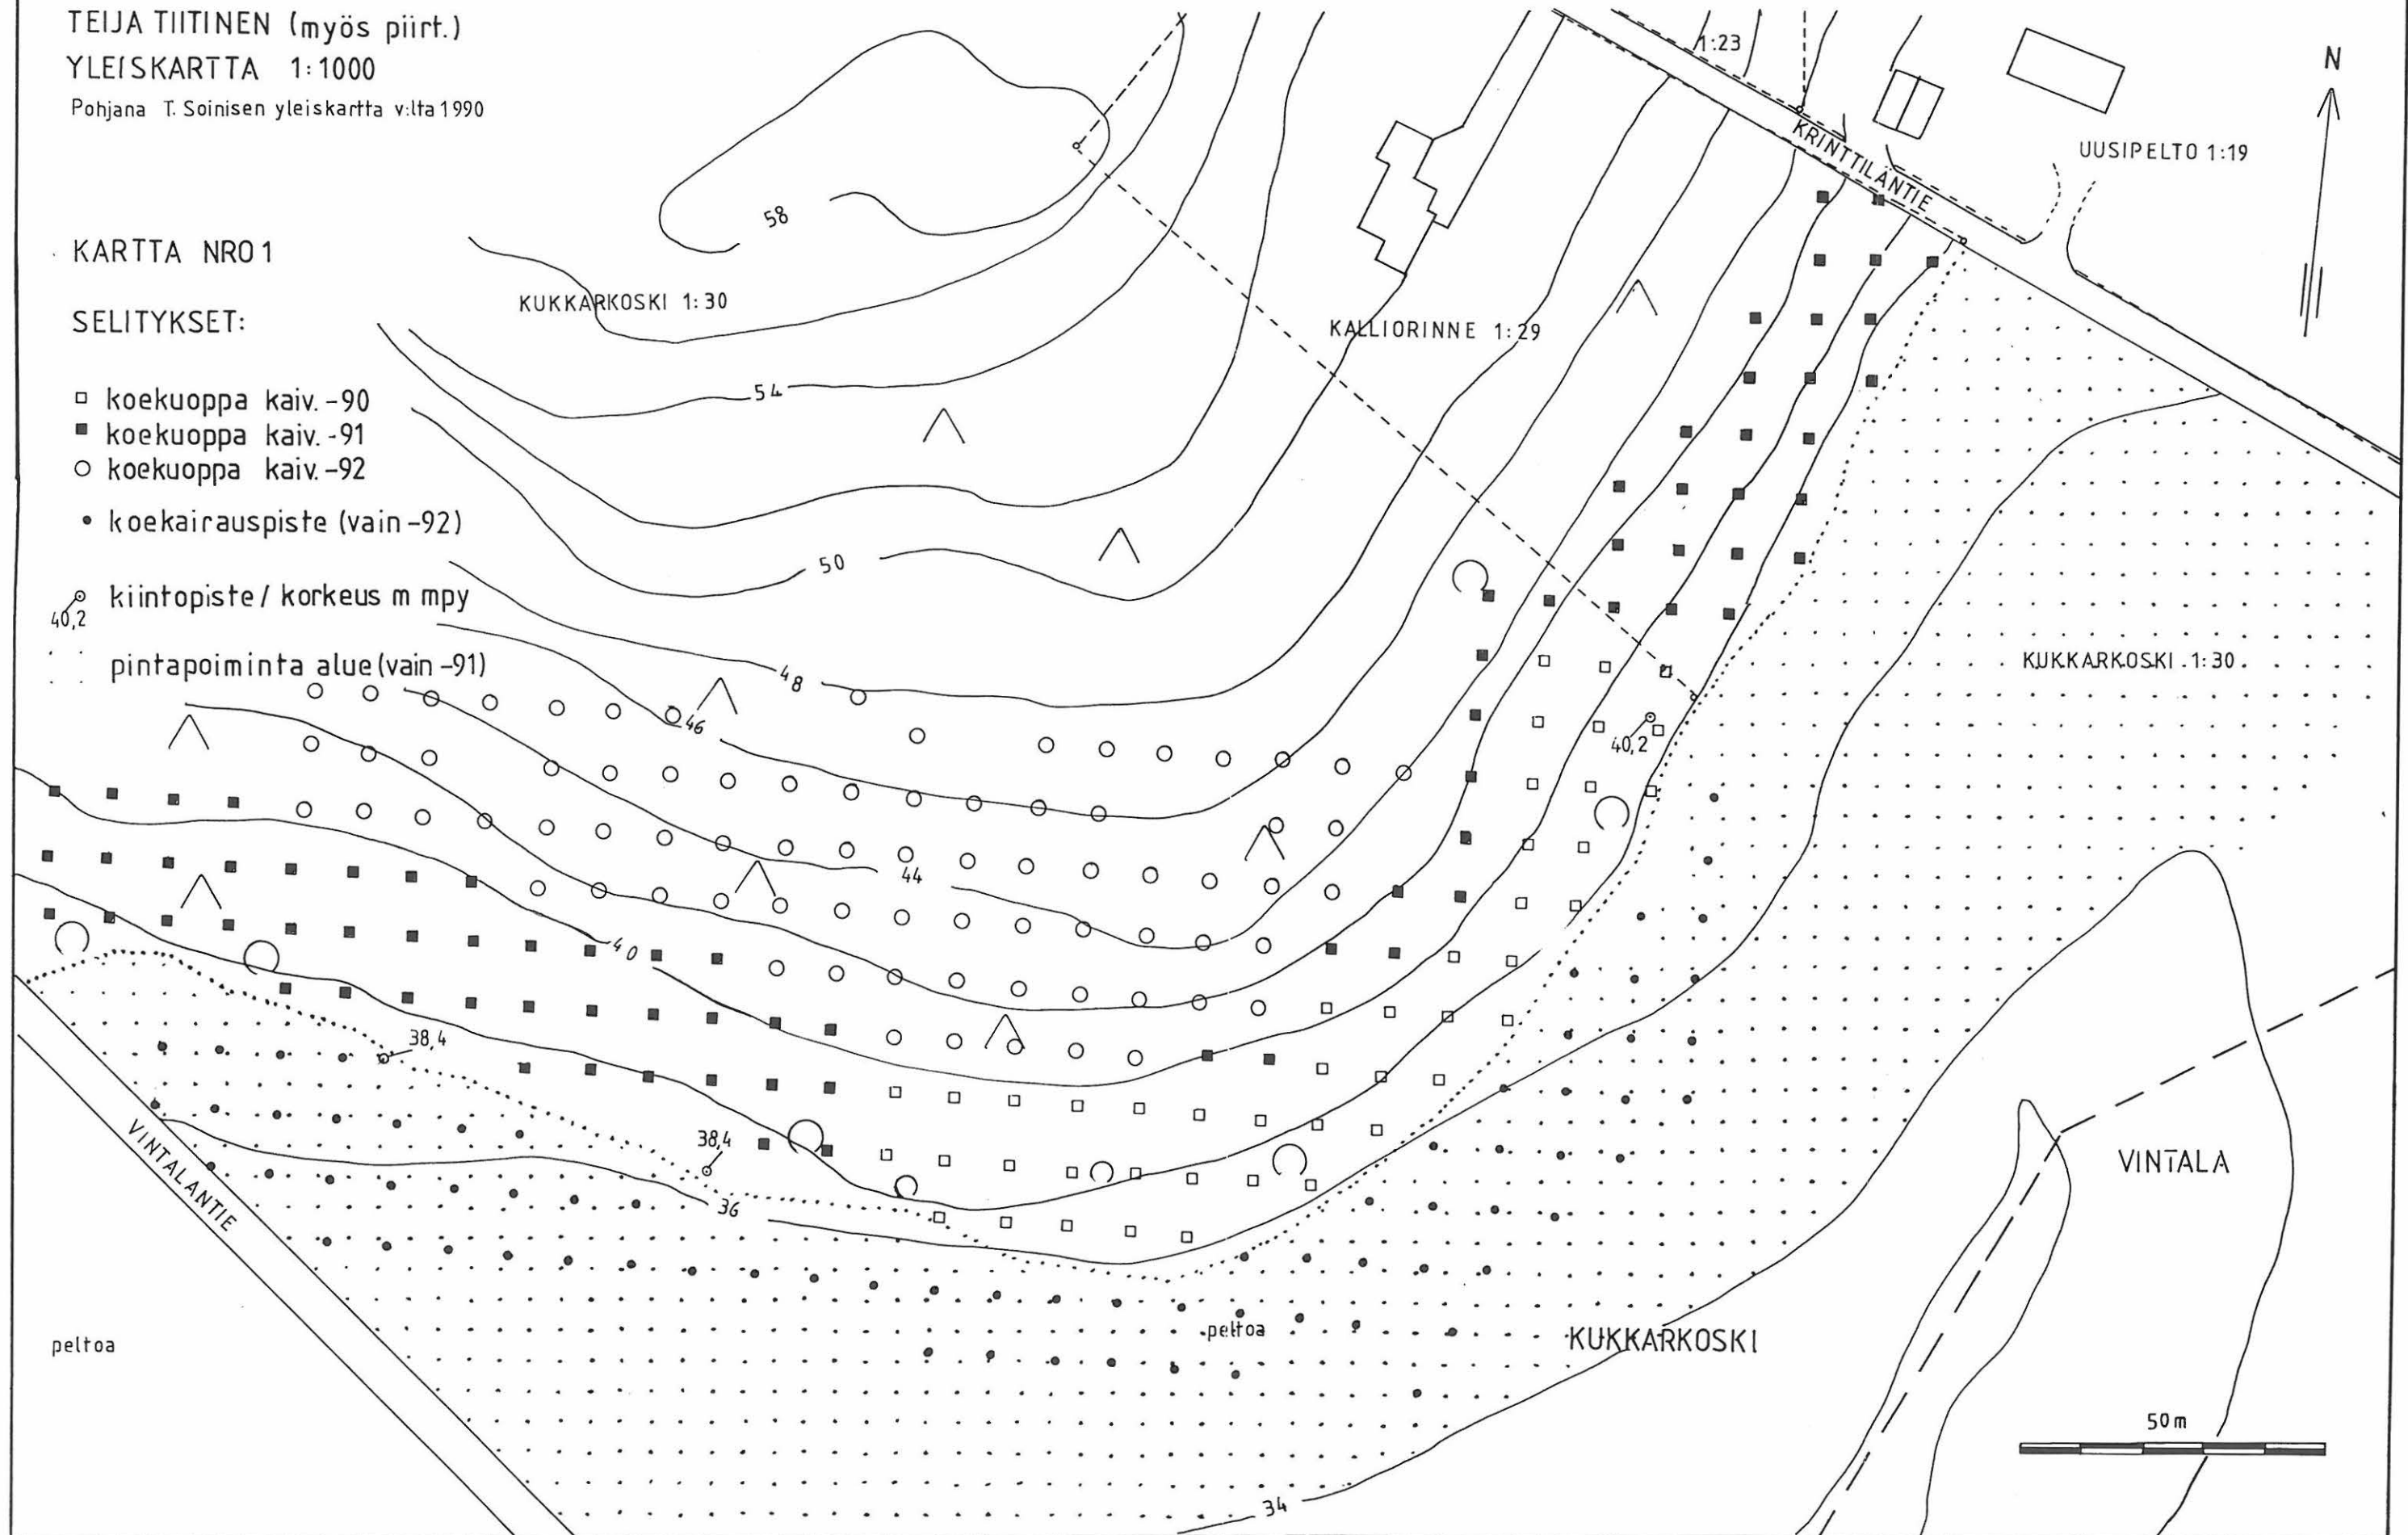 TEIJA TIITINEN (myös piirt.)
YLEISKARTTA 1:1000
Pohjana T. Soinisen yleiskartta v:lta 1990
KARTTA NRO 1
SELITYKSET:
koekuoppa kaiv. -90
koekuoppa kaiv. -91
koekuoppa kaiv. -92
koekairauspiste (vain -92)
40,2 kiintopiste / korkeus m mpy
pintapoiminta alue (vain -91)
1:23
N
KRINTTILÄNTIE
UUSIPELTO 1:19
58
KUKKARKOSKI 1:30
KALLIORINNE 1:29
54
50
KUKKARKOSKI 1:30
48
46
40,2
44
40
38,4
38,4
VINTALANTIE
VINTALA
36
peltoa
peltoa
KUKKARKOSKI
50 m
34